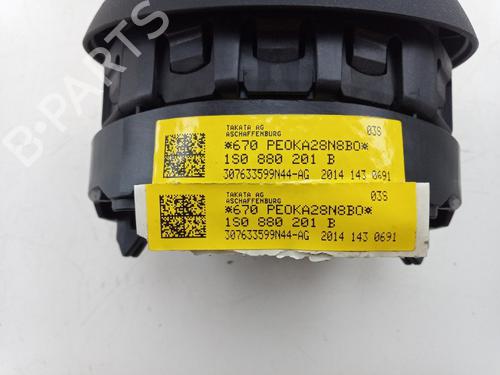 B-PARTS
TAKATA AG
ASCHAFFENBURG
03S
*670 PEOKA28N8BO*
1S0 880 201 B
307633599N44-AG 2014 143 0691
TAKATA AG
ASCHAFFENBURG
03S
*670 PEOKA28N8BO*
1S0 880 201 B
307633599N44-AG 2014 143 0691